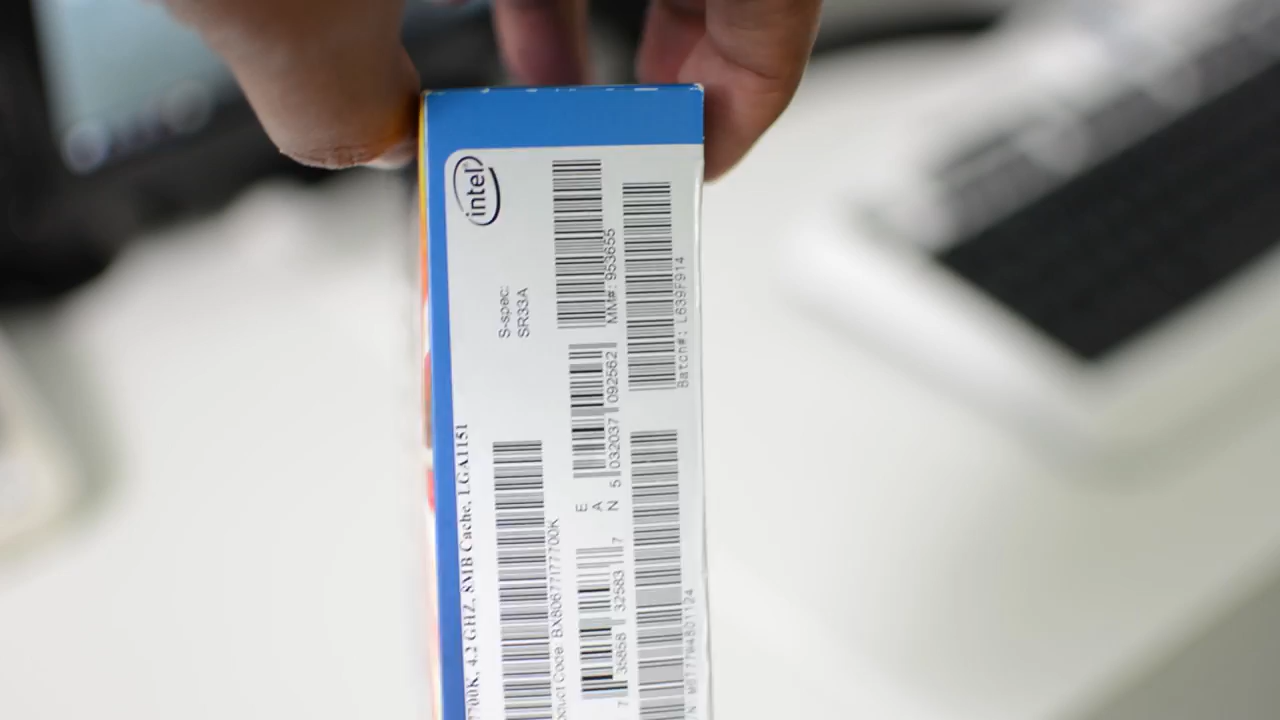 intel
S-spec:
SR33A
7700K, 4.2 GHZ, 8MB Cache, LGA1151
MM#: 953655
Batch#: L639F914
E
A
N
5 032037 092562
Product Code: BX80677I77700K
7 35858 32583 7